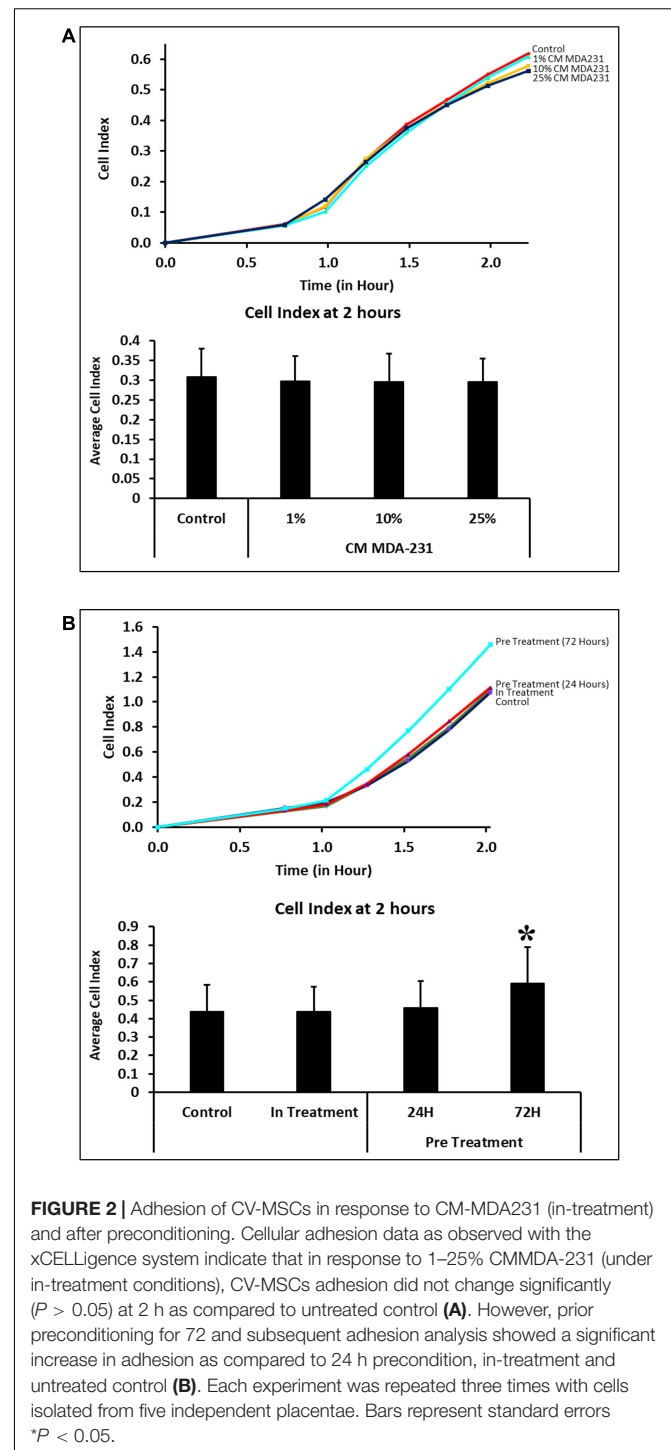 A
Cell Index
0.6
0.5
0.4
0.3
0.2
0.1
0.0
Control
1% CM MDA231
10% CM MDA231
25% CM MDA231
0.0 0.5 1.0 1.5 2.0
Time (in Hour)
Cell Index at 2 hours
Average Cell Index
0.4
0.35
0.3
0.25
0.2
0.15
0.1
0.05
0
Control 1% 10% 25%
CM MDA-231
B
Cell Index
1.6
1.4
1.2
1.0
0.8
0.6
0.4
0.2
0.0
Pre Treatment (72 Hours)
Pre Treatment (24 Hours)
In Treatment
Control
0.0 0.5 1.0 1.5 2.0
Time (in Hour)
Cell Index at 2 hours
Average Cell Index
0.9
0.8
0.7
0.6
0.5
0.4
0.3
0.2
0.1
0
*
Control In Treatment 24H 72H
Pre Treatment
FIGURE 2 | Adhesion of CV-MSCs in response to CM-MDA231 (in-treatment)
and after preconditioning. Cellular adhesion data as observed with the
xCELLigence system indicate that in response to 1–25% CMMDA-231 (under
in-treatment conditions), CV-MSCs adhesion did not change significantly
(P > 0.05) at 2 h as compared to untreated control (A). However, prior
preconditioning for 72 and subsequent adhesion analysis showed a significant
increase in adhesion as compared to 24 h precondition, in-treatment and
untreated control (B). Each experiment was repeated three times with cells
isolated from five independent placentae. Bars represent standard errors
*P < 0.05.